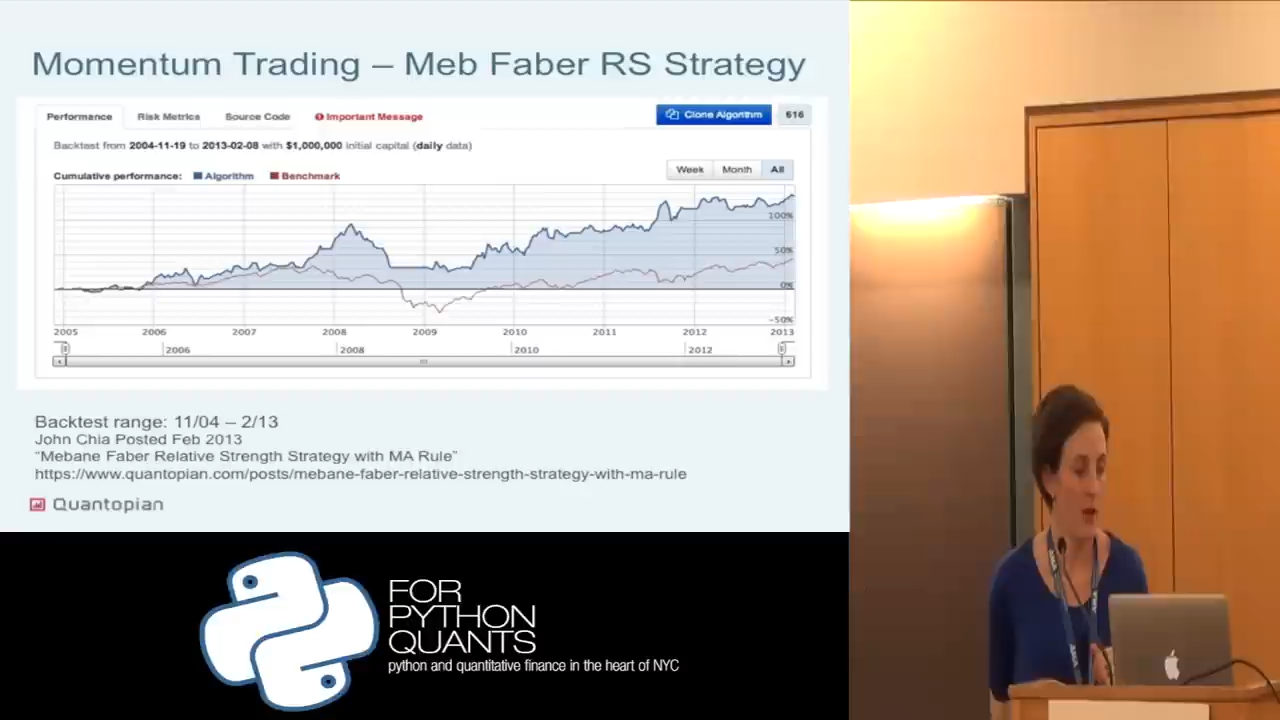 Momentum Trading – Meb Faber RS Strategy
Performance Risk Metrics Source Code Important Message Clone Algorithm 616
Backtest from 2004-11-19 to 2013-02-08 with $1,000,000 initial capital (daily data)
Cumulative performance: Algorithm Benchmark Week Month All
100%
50%
0%
-50%
2005 2006 2007 2008 2009 2010 2011 2012 2013
2006 2008 2010 2012
Backtest range: 11/04 – 2/13
John Chia Posted Feb 2013
“Mebane Faber Relative Strength Strategy with MA Rule”
https://www.quantopian.com/posts/mebane-faber-relative-strength-strategy-with-ma-rule
Quantopian
FOR
PYTHON
QUANTS
python and quantitative finance in the heart of NYC